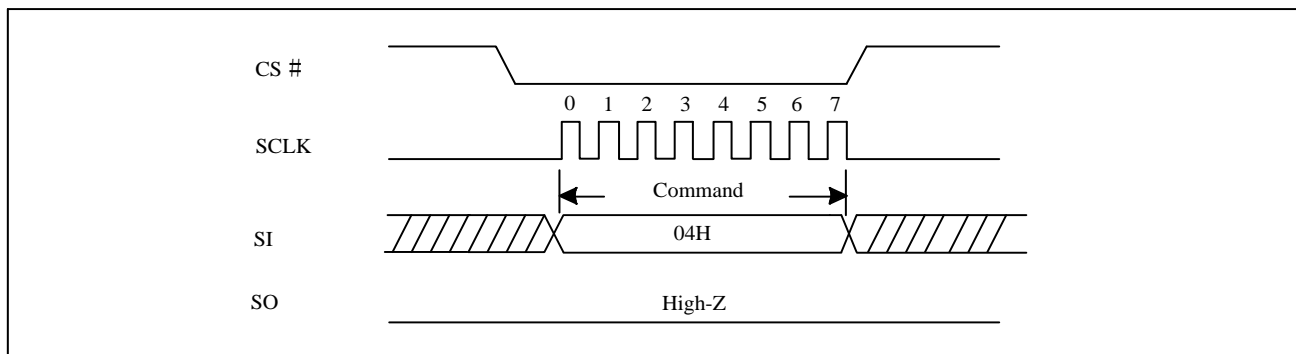 CS #
0 1 2 3 4 5 6 7
SCLK
Command
SI
04H
SO
High-Z